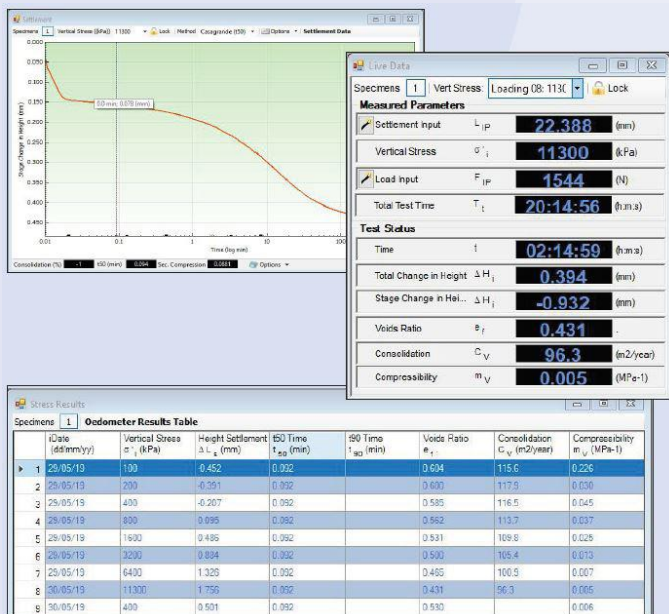 Settlement
Specimens 1 Vertical Stress ([kPa]) 11300 Lock Method Casagrande (t50) Options Settlement Data
0.000
0.050
0.100
0.150
0.200
0.250
0.300
0.350
0.400
0.450
Stage Change in Height (mm)
0.0 min; 0.078 (mm)
0.01 0.1 1 10 100
Time (log min)
Consolidation (%) -1 t50 (min) 0.094 Sec. Compression 0.0881 Options
Live Data
Specimens 1 Vert Stress: Loading 08: 1130 Lock
Measured Parameters
Settlement Input L IP 22.388 (mm)
Vertical Stress σ' i 11300 (kPa)
Load Input F IP 1544 (N)
Total Test Time T t 20:14:56 (h:m:s)
Test Status
Time t 02:14:59 (h:m:s)
Total Change in Height ΔH i 0.394 (mm)
Stage Change in Hei... ΔH i -0.932 (mm)
Voids Ratio e f 0.431 .
Consolidation C V 96.3 (m2/year)
Compressibility m V 0.005 (MPa-1)
Stress Results
Specimens 1 Oedometer Results Table
iDate (dd/mm/yy) Vertical Stress σ' i (kPa) Height Settlement ΔL s (mm) t50 Time t 50 (min) t90 Time t 90 (min) Voids Ratio e f Consolidation C V (m2/year) Compressibility m V (MPa-1)
1 29/05/19 100 -0.452 0.092 0.604 115.6 0.226
2 29/05/19 200 -0.391 0.092 0.600 117.9 0.030
3 29/05/19 400 -0.209 0.092 0.585 116.5 0.045
4 29/05/19 800 0.095 0.092 0.562 113.7 0.037
5 29/05/19 1600 0.486 0.092 0.531 109.8 0.025
6 29/05/19 3200 0.884 0.092 0.500 105.4 0.013
7 29/05/19 6400 1.326 0.092 0.465 100.5 0.007
8 30/05/19 11300 1.756 0.092 0.431 96.3 0.005
9 30/05/19 400 0.501 0.092 0.530 0.006